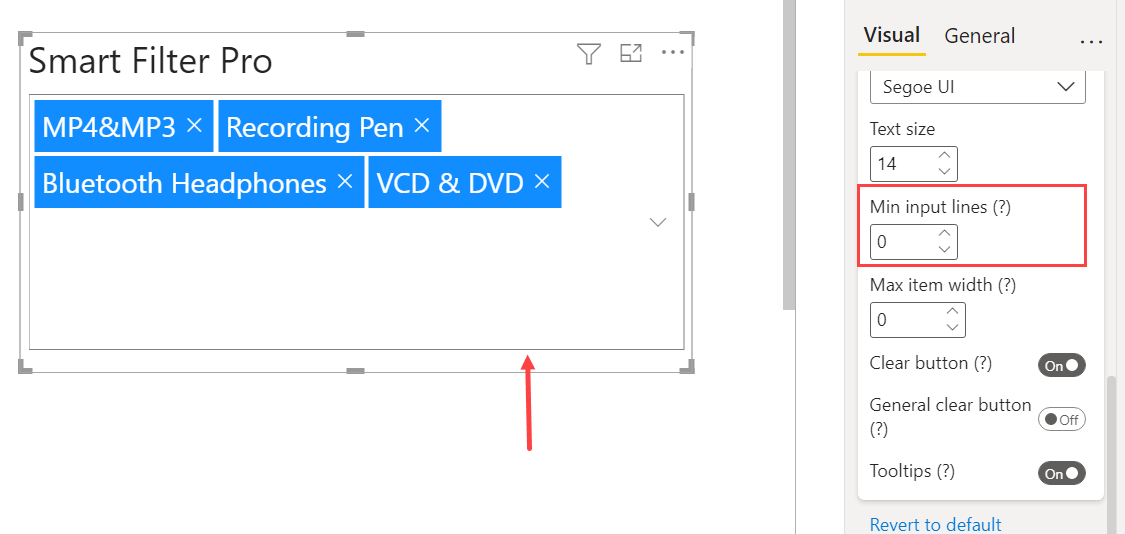 Smart Filter Pro
MP4&MP3 × Recording Pen ×
Bluetooth Headphones × VCD & DVD ×
Visual General ...
Segoe UI
Text size
14
Min input lines (?)
0
Max item width (?)
0
Clear button (?) On
General clear button
(?) Off
Tooltips (?) On
Revert to default